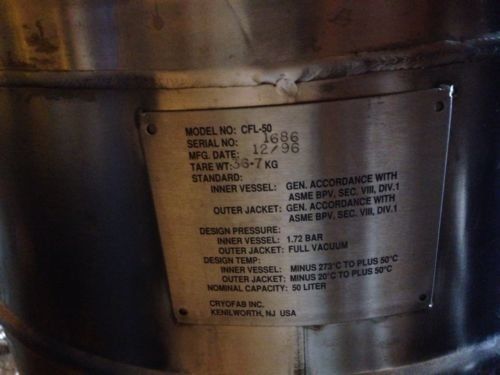 MODEL NO: CFL-50
SERIAL NO: 1686
MFG. DATE: 12/96
TARE WT: 36-7 KG
STANDARD:
INNER VESSEL: GEN. ACCORDANCE WITH
ASME BPV, SEC. VIII, DIV.1
OUTER JACKET: GEN. ACCORDANCE WITH
ASME BPV, SEC. VIII, DIV.1
DESIGN PRESSURE:
INNER VESSEL: 1.72 BAR
OUTER JACKET: FULL VACUUM
DESIGN TEMP:
INNER VESSEL: MINUS 273°C TO PLUS 50°C
OUTER JACKET: MINUS 20°C TO PLUS 50°C
NOMINAL CAPACITY: 50 LITER
CRYOFAB INC.
KENILWORTH, NJ USA